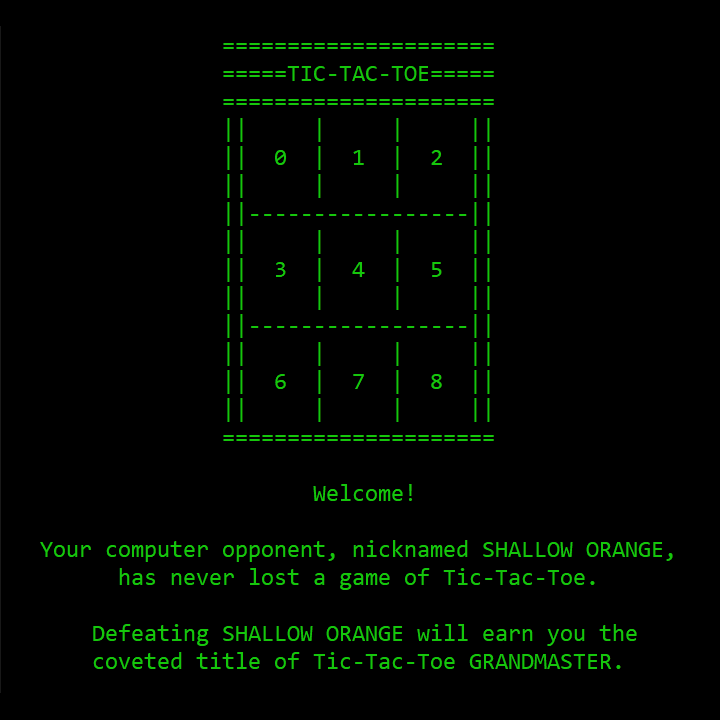 =====================
=====TIC-TAC-TOE=====
=====================
||     |     |     ||
||  0  |  1  |  2  ||
||     |     |     ||
||-----------------||
||     |     |     ||
||  3  |  4  |  5  ||
||     |     |     ||
||-----------------||
||     |     |     ||
||  6  |  7  |  8  ||
||     |     |     ||
=====================
Welcome!
Your computer opponent, nicknamed SHALLOW ORANGE,
has never lost a game of Tic-Tac-Toe.
Defeating SHALLOW ORANGE will earn you the
coveted title of Tic-Tac-Toe GRANDMASTER.